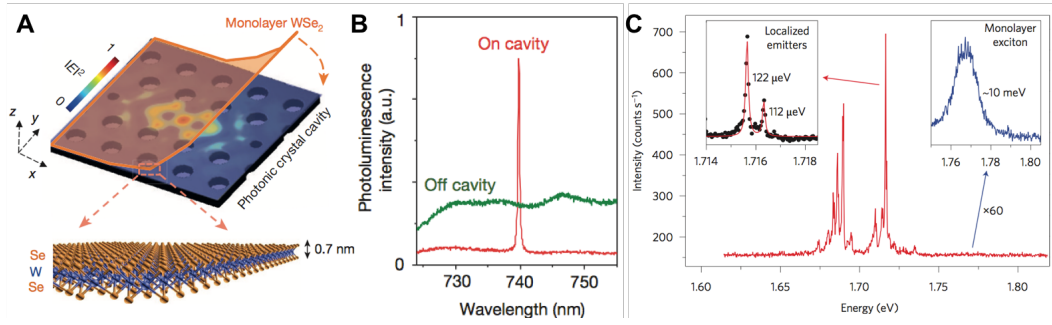 A
Monolayer WSe₂
1
|E|²
0
z
y
x
Photonic crystal cavity
Se
W
Se
0.7 nm
B
1
On cavity
Off cavity
0
Photoluminescence
intensity (a.u.)
730
740
750
Wavelength (nm)
C
700
600
500
400
300
200
Intensity (counts s⁻¹)
Localized
emitters
122 μeV
112 μeV
1.714
1.716
1.718
Monolayer
exciton
~10 meV
1.76
1.78
1.80
×60
1.60
1.65
1.70
1.75
1.80
Energy (eV)